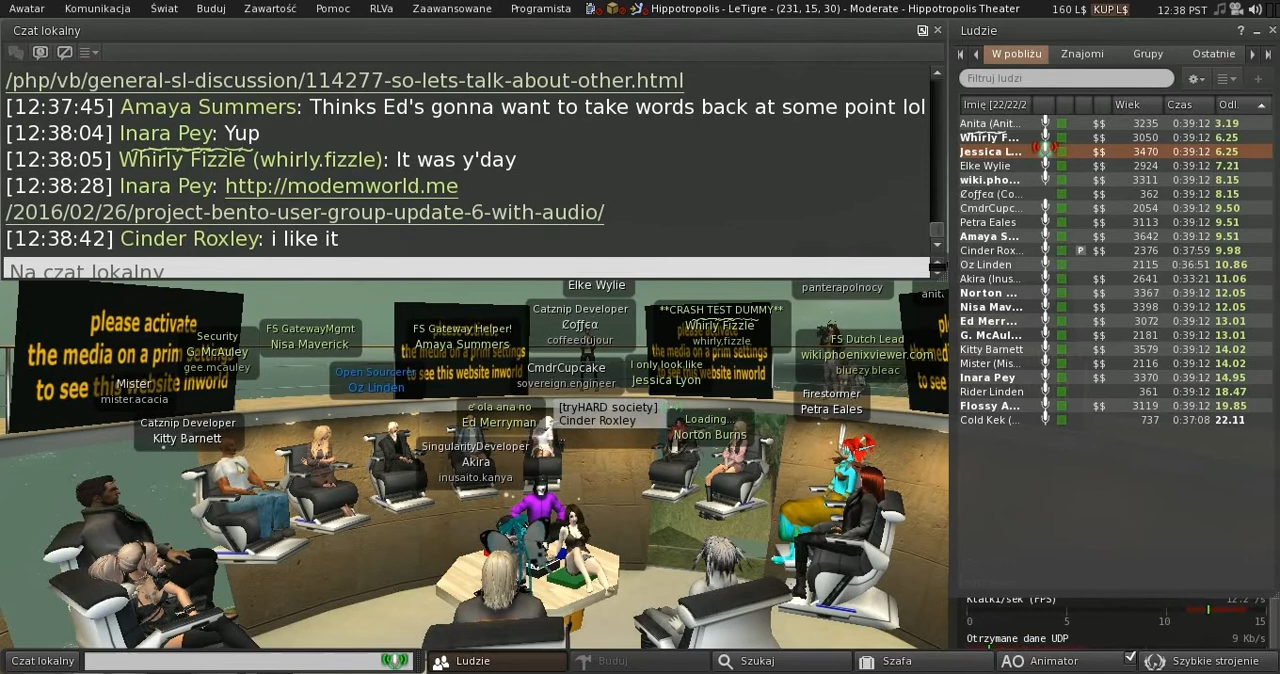 Awatar Komunikacja Świat Buduj Zawartość Pomoc RLVa Zaawansowane Programista Hippotropolis - LeTigre - (231, 15, 30) - Moderate - Hippotropolis Theater 160 L$ KUP L$ 12:38 PST
Czat lokalny
/php/vb/general-sl-discussion/114277-so-lets-talk-about-other.html
[12:37:45] Amaya Summers: Thinks Ed's gonna want to take words back at some point lol
[12:38:04] Inara Pey: Yup
[12:38:05] Whirly Fizzle (whirly.fizzle): It was y'day
[12:38:28] Inara Pey: http://modemworld.me
/2016/02/26/project-bento-user-group-update-6-with-audio/
[12:38:42] Cinder Roxley: i like it
Na czat lokalny
Ludzie
W pobliżu Znajomi Grupy Ostatnie
Filtruj ludzi
Imię [22/22/2 Wiek Czas Odl.
Anita (Anit... $$ 3235 0:39:12 3.19
Whirly F... $$ 3050 0:39:12 6.25
Jessica L... $$ 3470 0:39:12 6.25
Elke Wylie $$ 2924 0:39:12 7.21
wiki.pho... $$ 3311 0:39:12 8.15
Coffєα (Co... $$ 362 0:39:12 8.15
CmdrCupc... $$ 2054 0:39:12 9.50
Petra Eales $$ 3113 0:39:12 9.51
Amaya S... $$ 3642 0:39:12 9.51
Cinder Rox... P $$ 2376 0:37:59 9.98
Oz Linden 2115 0:36:51 10.86
Akira (Inus... $$ 2641 0:33:21 11.06
Norton ... $$ 3367 0:39:12 12.05
Nisa Mav... $$ 3398 0:39:12 12.05
Ed Merr... $$ 3072 0:39:12 13.01
G. McAul... $$ 2181 0:39:12 13.01
Kitty Barnett $$ 3579 0:39:12 14.02
Mister (Mis... $$ 2116 0:39:12 14.02
Inara Pey $$ 3370 0:39:12 14.95
Rider Linden 361 0:39:12 18.47
Flossy A... $$ 3119 0:39:12 19.85
Cold Kek (... 737 0:37:08 22.11
please activate
the media on a prim settings
to see this website inworld
Security
G. McAuley
gee.mcauley
Mister
mister.acacia
Catznip Developer
Kitty Barnett
FS GatewayMgmt
Nisa Maverick
Open Sourcerer
Oz Linden
FS Gateway Helper!
Amaya Summers
see this website inworld
Elke Wylie
Catznip Developer
Coffєα
coffeedujour
CmdrCupcake
sovereign.engineer
e ola ana no
Ed Merryman
SingularityDeveloper
Akira
inusaito.kanya
[tryHARD society]
Cinder Roxley
**CRASH TEST DUMMY**
Whirly Fizzle
whirly.fizzle
I only look like
Jessica Lyon
Loading...
Norton Burns
panterapolnocy
FS Dutch Lead
wiki.phoenixviewer.com
bluezy.bleac
Firestormer
Petra Eales
Klatki/sek (FPS) 12.2 /s
0 5 10 15
Otrzymane dane UDP 9 Kb/s
Czat lokalny Ludzie Buduj Szukaj Szafa AO Animator Szybkie strojenie